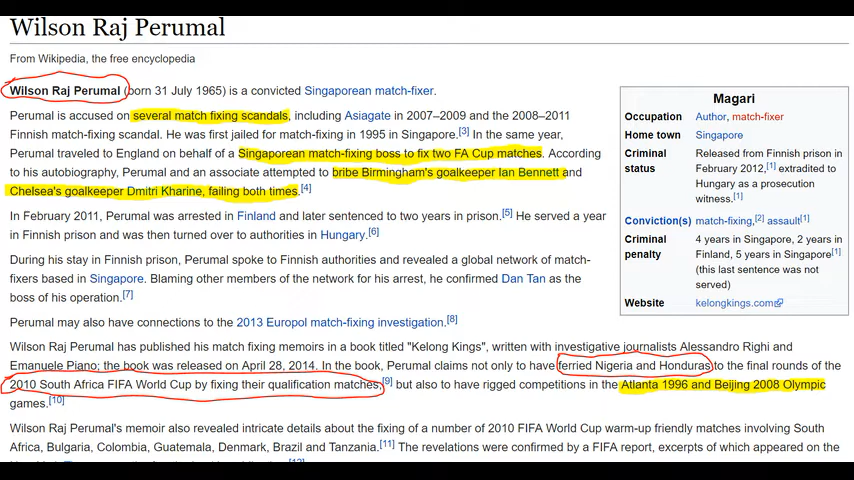 Wilson Raj Perumal
From Wikipedia, the free encyclopedia
Wilson Raj Perumal (born 31 July 1965) is a convicted Singaporean match-fixer.
Perumal is accused on several match fixing scandals, including Asiagate in 2007–2009 and the 2008–2011
Finnish match-fixing scandal. He was first jailed for match-fixing in 1995 in Singapore.[3] In the same year,
Perumal traveled to England on behalf of a Singaporean match-fixing boss to fix two FA Cup matches. According
to his autobiography, Perumal and an associate attempted to bribe Birmingham's goalkeeper Ian Bennett and
Chelsea's goalkeeper Dmitri Kharine, failing both times.[4]
In February 2011, Perumal was arrested in Finland and later sentenced to two years in prison.[5] He served a year
in Finnish prison and was then turned over to authorities in Hungary.[6]
During his stay in Finnish prison, Perumal spoke to Finnish authorities and revealed a global network of match-
fixers based in Singapore. Blaming other members of the network for his arrest, he confirmed Dan Tan as the
boss of his operation.[7]
Perumal may also have connections to the 2013 Europol match-fixing investigation.[8]
Wilson Raj Perumal has published his match fixing memoirs in a book titled "Kelong Kings", written with investigative journalists Alessandro Righi and
Emanuele Piano; the book was released on April 28, 2014. In the book, Perumal claims not only to have ferried Nigeria and Honduras to the final rounds of the
2010 South Africa FIFA World Cup by fixing their qualification matches,[9] but also to have rigged competitions in the Atlanta 1996 and Beijing 2008 Olympic
games.[10]
Wilson Raj Perumal's memoir also revealed intricate details about the fixing of a number of 2010 FIFA World Cup warm-up friendly matches involving South
Africa, Bulgaria, Colombia, Guatemala, Denmark, Brazil and Tanzania.[11] The revelations were confirmed by a FIFA report, excerpts of which appeared on the
Magari
Occupation Author, match-fixer
Home town Singapore
Criminal status Released from Finnish prison in
February 2012,[1] extradited to
Hungary as a prosecution
witness.[1]
Conviction(s) match-fixing,[2] assault[1]
Criminal penalty 4 years in Singapore, 2 years in
Finland, 5 years in Singapore[1]
(this last sentence was not
served)
Website kelongkings.com